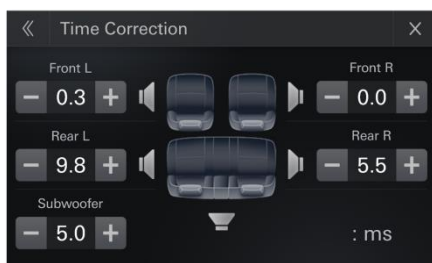 Time Correction
Front L
Front R
− 0.3 +
− 0.0 +
Rear L
Rear R
− 9.8 +
− 5.5 +
Subwoofer
− 5.0 +
: ms